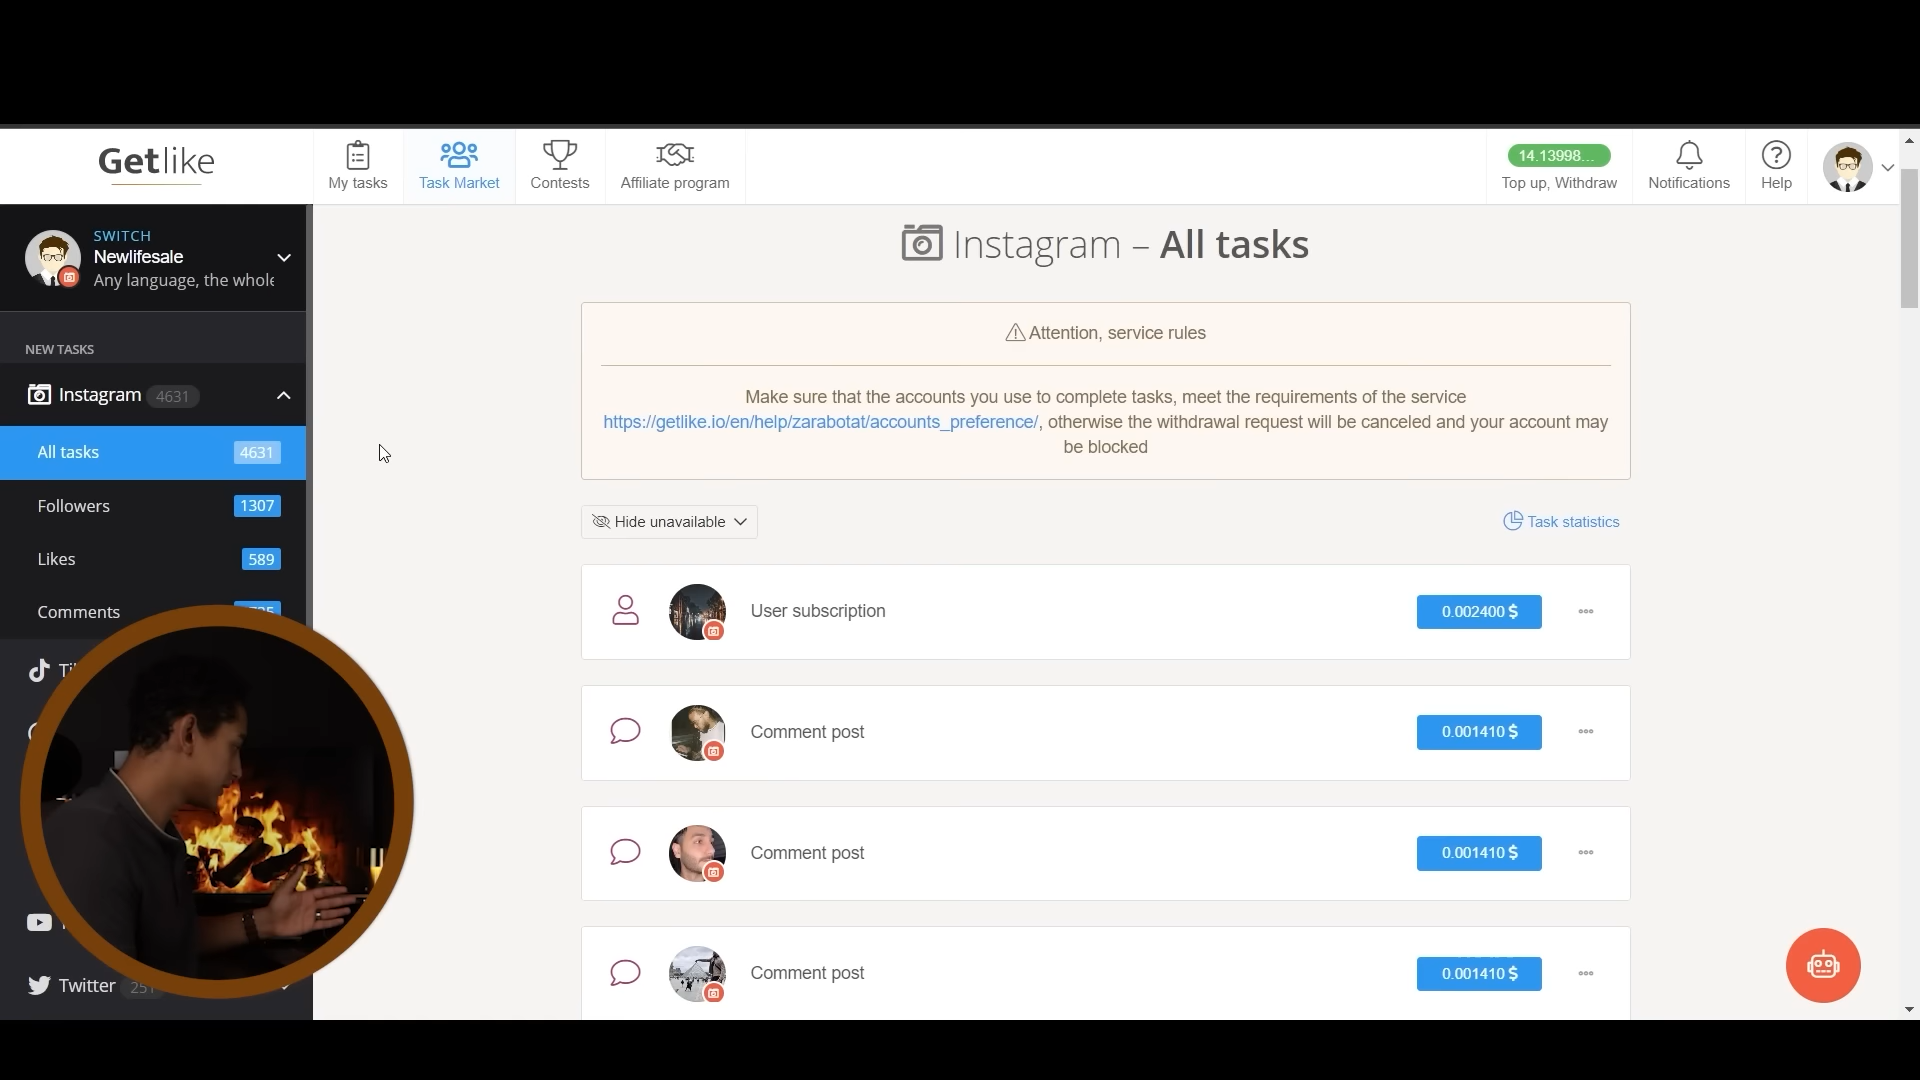 Getlike
My tasks
Task Market
Contests
Affiliate program
14.13998...
Top up, Withdraw
Notifications
Help
SWITCH
Newlifesale
Any language, the whole
NEW TASKS
Instagram 4631
All tasks 4631
Followers 1307
Likes 589
Comments
Twitter 251
Instagram – All tasks
Attention, service rules
Make sure that the accounts you use to complete tasks, meet the requirements of the service
https://getlike.io/en/help/zarabotat/accounts_preference/, otherwise the withdrawal request will be canceled and your account may
be blocked
Hide unavailable
Task statistics
User subscription 0.002400 $
Comment post 0.001410 $
Comment post 0.001410 $
Comment post 0.001410 $